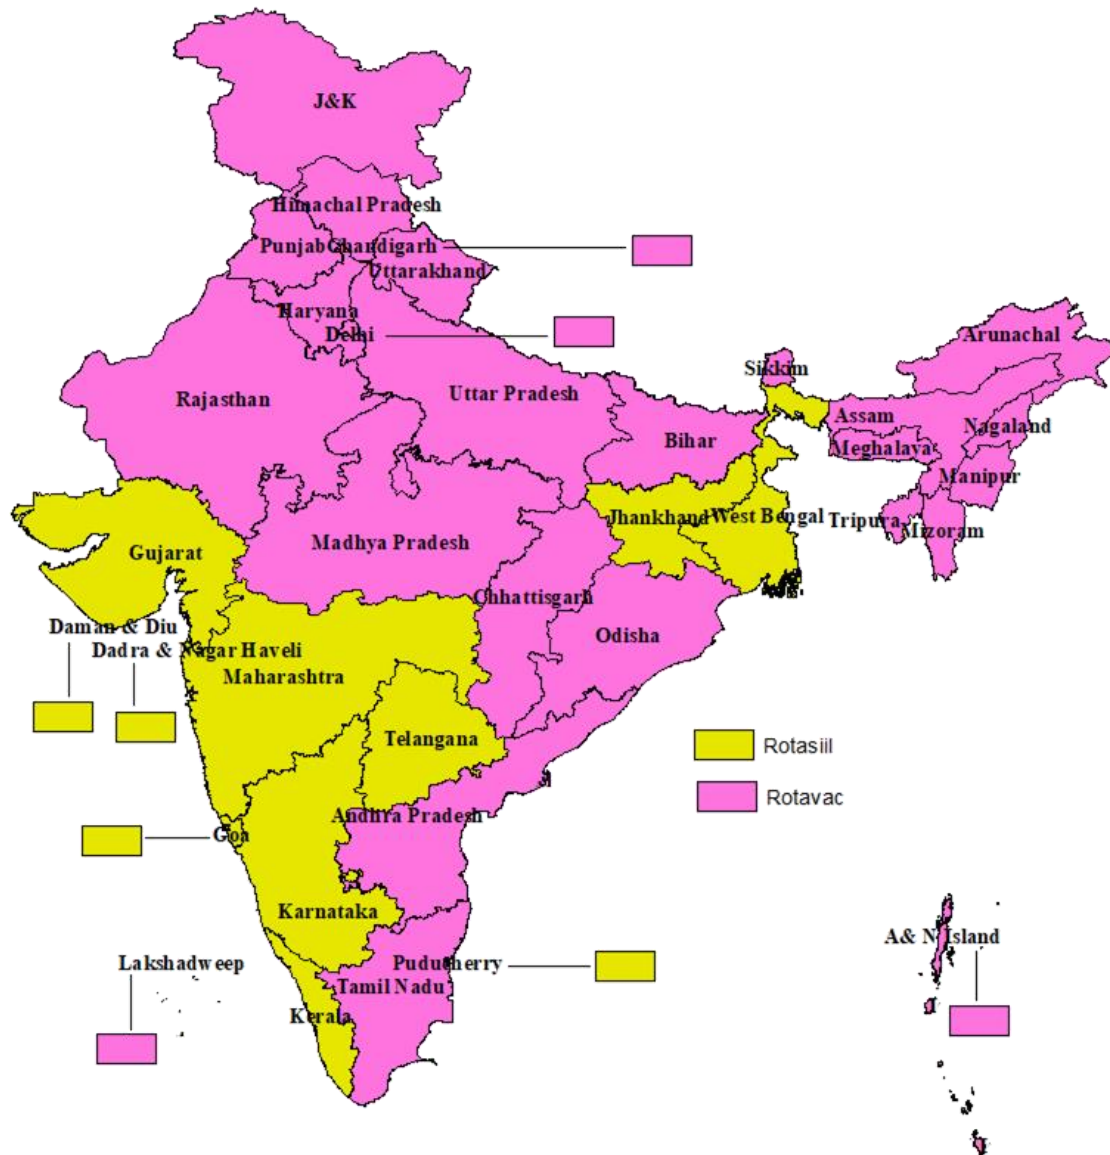 J&K
Himachal Pradesh
Punjab
Chandigarh
Uttarakhand
Haryana
Delhi
Arunachal
Sikkim
Rajasthan
Uttar Pradesh
Assam
Nagaland
Bihar
Meghalaya
Manipur
Jhankhand
West Bengal
Tripura
Mizoram
Madhya Pradesh
Gujarat
Chhattisgarh
Daman & Diu
Odisha
Dadra & Nagar Haveli
Maharashtra
Telangana
Rotasiil
Rotavac
Andhra Pradesh
Goa
Karnataka
A& N Island
Lakshadweep
Puducherry
Tamil Nadu
Kerala